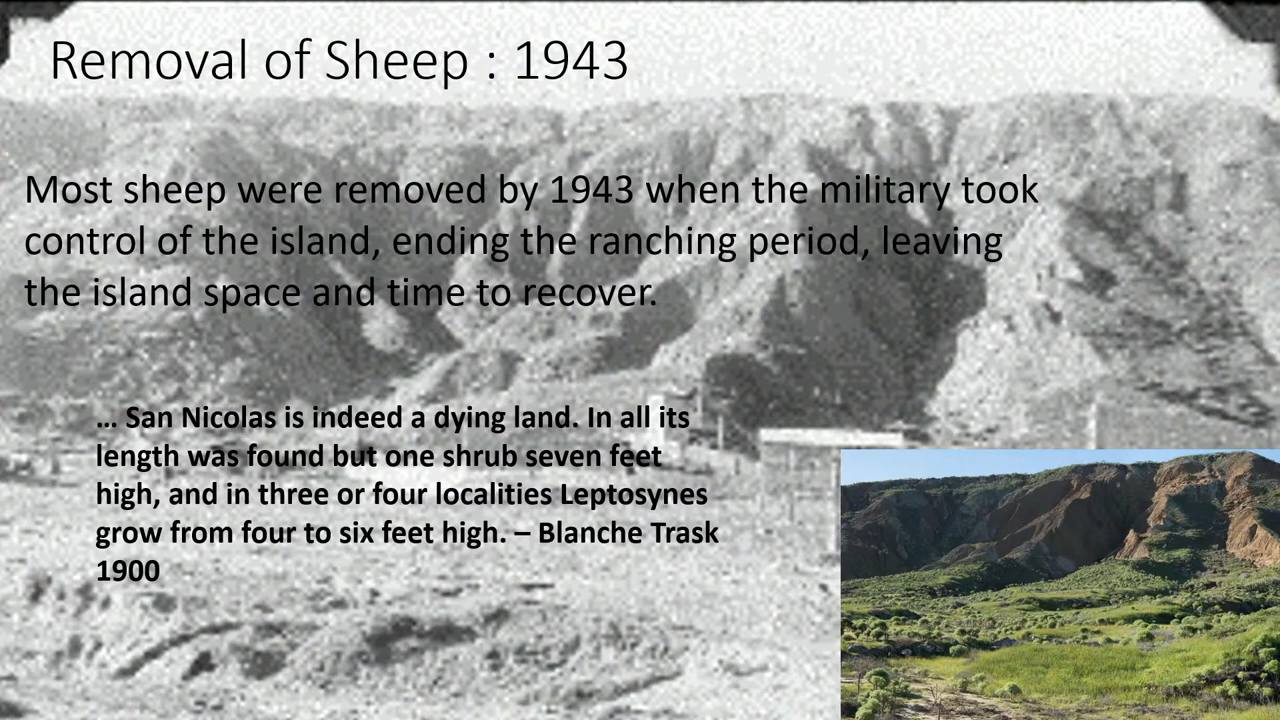 Removal of Sheep : 1943
Most sheep were removed by 1943 when the military took
control of the island, ending the ranching period, leaving
the island space and time to recover.
… San Nicolas is indeed a dying land. In all its
length was found but one shrub seven feet
high, and in three or four localities Leptosynes
grow from four to six feet high. – Blanche Trask
1900